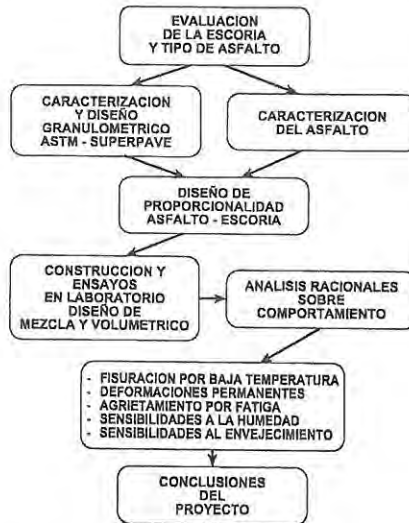 EVALUACION
DE LA ESCORIA
Y TIPO DE ASFALTO
CARACTERIZACION
Y DISEÑO
GRANULOMETRICO
ASTM - SUPERPAVE
CARACTERIZACION
DEL ASFALTO
DISEÑO DE
PROPORCIONALIDAD
ASFALTO - ESCORIA
CONSTRUCCION Y
ENSAYOS
EN LABORATORIO
DISEÑO DE
MEZCLA Y VOLUMETRICO
ANALISIS RACIONALES
SOBRE
COMPORTAMIENTO
- FISURACION POR BAJA TEMPERATURA
- DEFORMACIONES PERMANENTES
- AGRIETAMIENTO POR FATIGA
- SENSIBILIDADES A LA HUMEDAD
- SENSIBILIDADES AL ENVEJECIMIENTO
CONCLUSIONES
DEL
PROYECTO